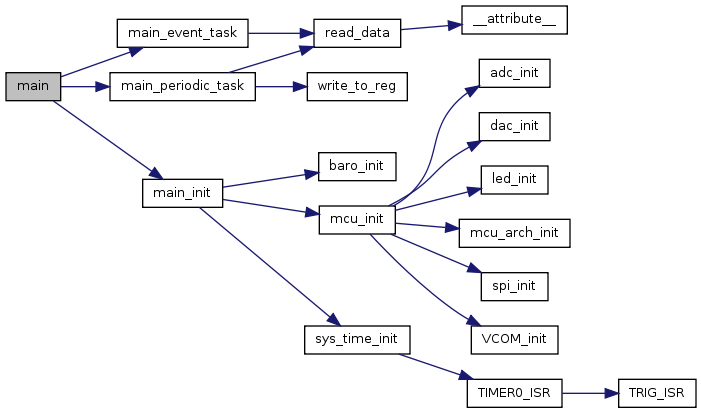 main
main_event_task
read_data
__attribute__
main_periodic_task
write_to_reg
main_init
baro_init
mcu_init
adc_init
dac_init
led_init
mcu_arch_init
spi_init
VCOM_init
sys_time_init
TIMER0_ISR
TRIG_ISR